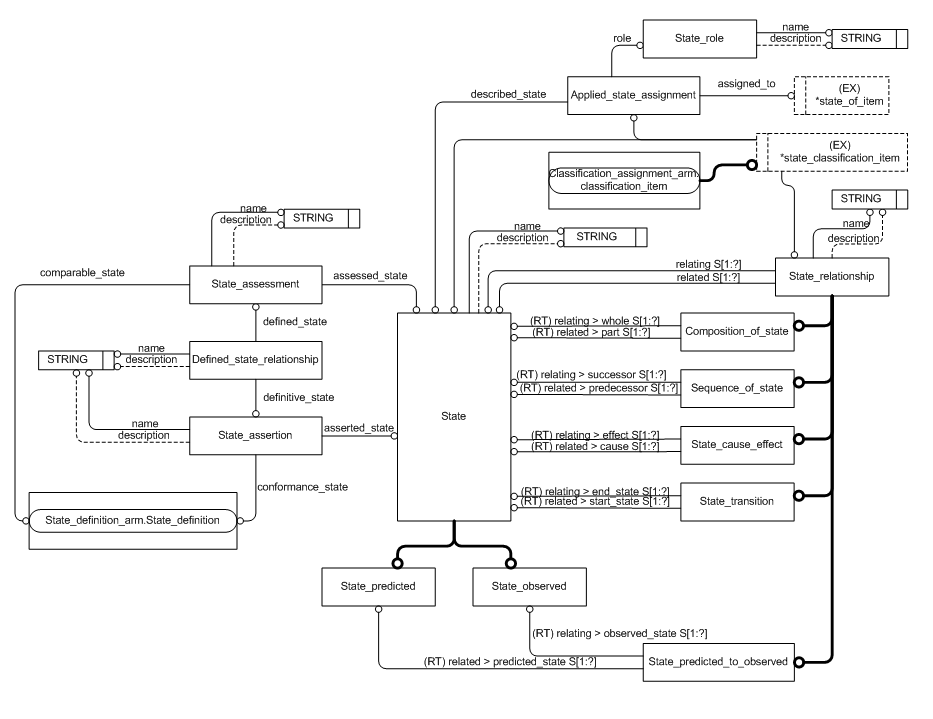 name
role
State_role
description
STRING
assigned_to
(EX)
*state_of_item
described_state
Applied_state_assignment
(EX)
*state_classification_item
Classification_assignment_arm.
classification_item
STRING
name
description
STRING
name
description
STRING
name
description
comparable_state
State_assessment
assessed_state
relating S[1:?]
related S[1:?]
State_relationship
defined_state
(RT) relating > whole S[1:?]
(RT) related > part S[1:?]
Composition_of_state
name
STRING
description
Defined_state_relationship
(RT) relating > successor S[1:?]
(RT) related > predecessor S[1:?]
Sequence_of_state
definitive_state
name
description
State_assertion
asserted_state
State
(RT) relating > effect S[1:?]
(RT) related > cause S[1:?]
State_cause_effect
conformance_state
(RT) relating > end_state S[1:?]
(RT) related > start_state S[1:?]
State_transition
State_definition_arm.State_definition
State_predicted
State_observed
(RT) relating > observed_state S[1:?]
(RT) related > predicted_state S[1:?]
State_predicted_to_observed